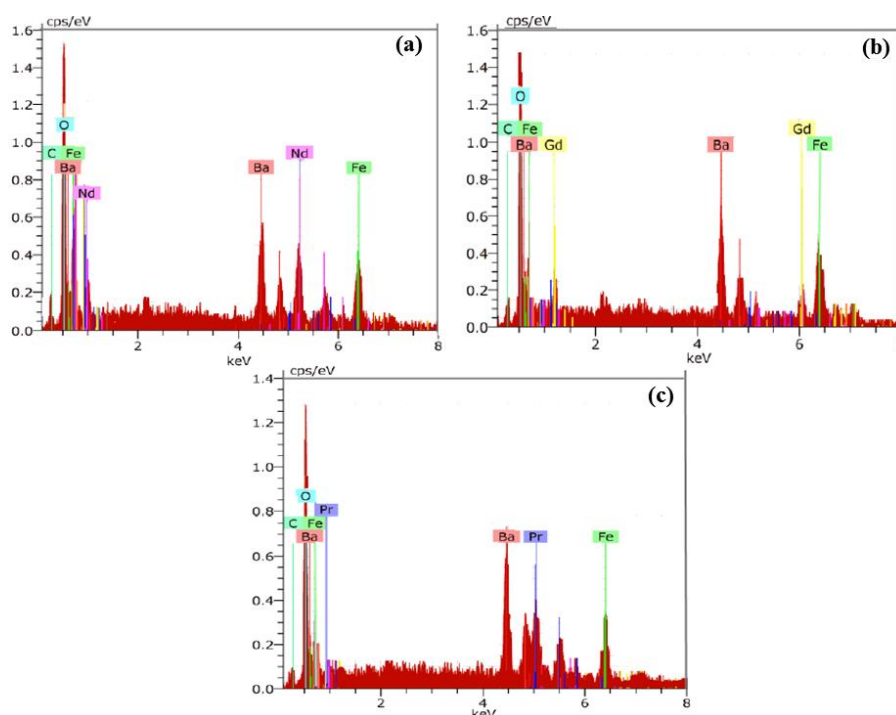 cps/eV
(a)
1.6
1.4
1.2
1.0
0.8
0.6
0.4
0.2
0.0
O
C Fe
Ba
Nd
Ba
Nd
Fe
2 4 6 8
keV
cps/eV
(b)
1.6
1.4
1.2
1.0
0.8
0.6
0.4
0.2
0.0
O
C Fe
Ba Gd
Ba
Gd
Fe
2 4 6
keV
cps/eV
(c)
1.4
1.2
1.0
0.8
0.6
0.4
0.2
0.0
O
Pr
C Fe
Ba
Ba Pr Fe
2 4 6 8
keV